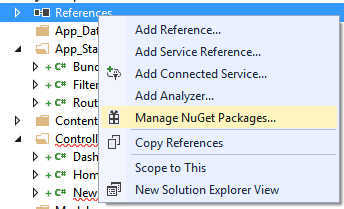 References
App_Dat
App_Sta
C# Bund
C# Filter
C# Rout
Content
Controll
C# Dash
C# Hom
C# New
Add Reference...
Add Service Reference...
Add Connected Service...
Add Analyzer...
Manage NuGet Packages...
Copy References
Scope to This
New Solution Explorer View